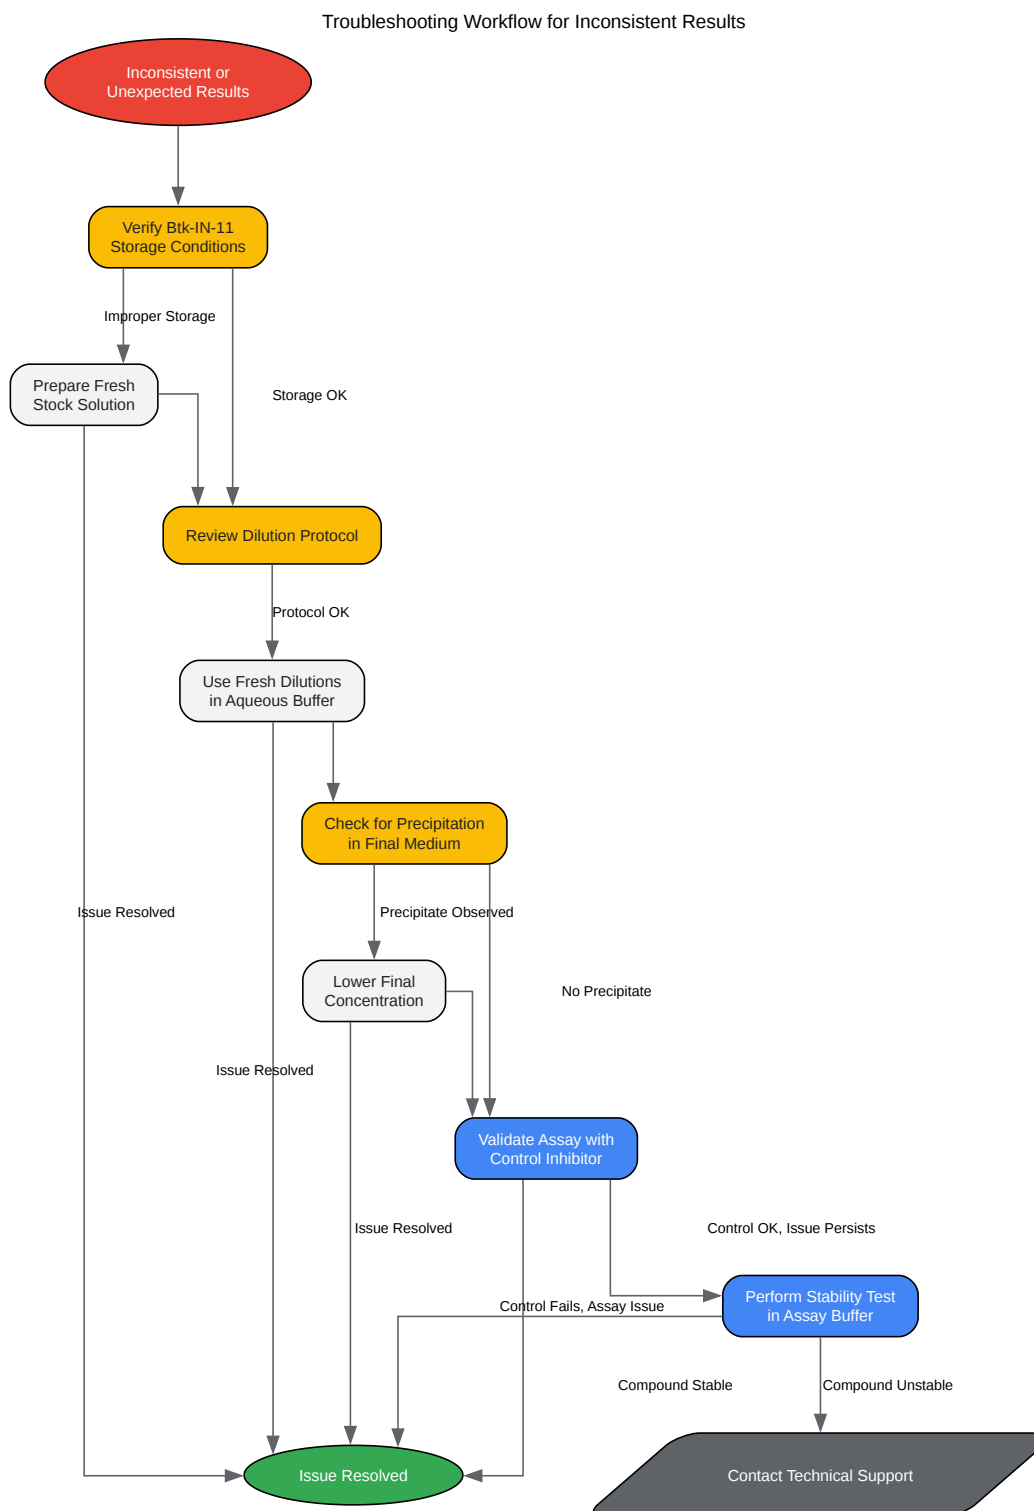 Troubleshooting Workflow for Inconsistent Results
Inconsistent or
Unexpected Results
Verify Btk-IN-11
Storage Conditions
Improper Storage
Prepare Fresh
Stock Solution
Storage OK
Review Dilution Protocol
Protocol OK
Use Fresh Dilutions
in Aqueous Buffer
Check for Precipitation
in Final Medium
Issue Resolved
Precipitate Observed
Lower Final
Concentration
No Precipitate
Issue Resolved
Validate Assay with
Control Inhibitor
Issue Resolved
Control OK, Issue Persists
Control Fails, Assay Issue
Perform Stability Test
in Assay Buffer
Compound Stable
Compound Unstable
Issue Resolved
Contact Technical Support